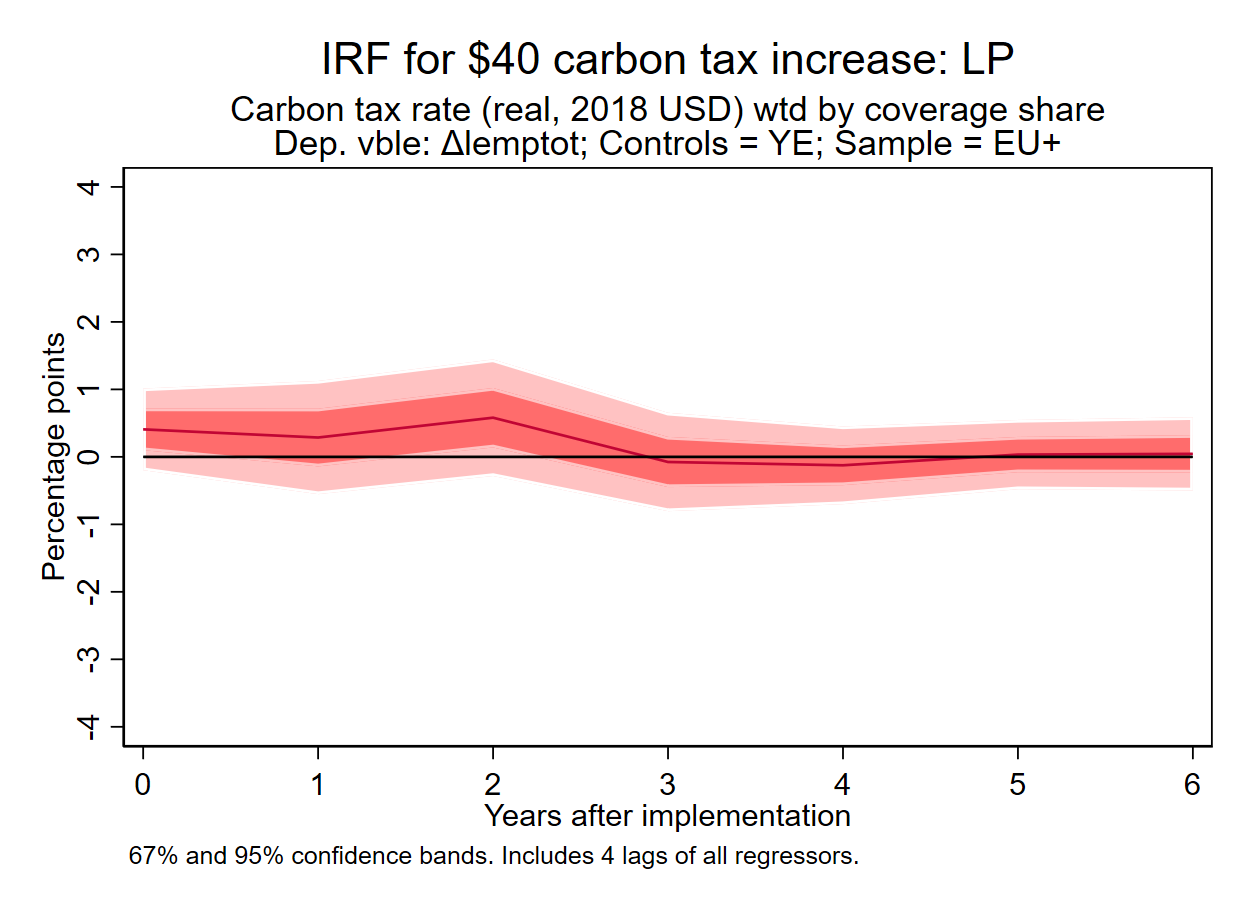 IRF for $40 carbon tax increase: LP
Carbon tax rate (real, 2018 USD) wtd by coverage share
Dep. vble: Δlemptot; Controls = YE; Sample = EU+
Percentage points
4
3
2
1
0
-1
-2
-3
-4
0 1 2 3 4 5 6
Years after implementation
67% and 95% confidence bands. Includes 4 lags of all regressors.